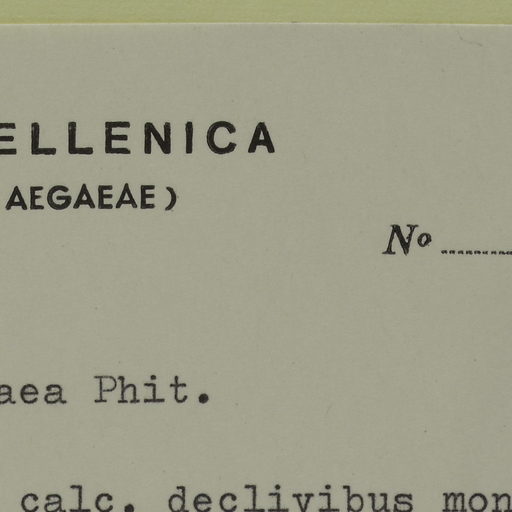 ELLENICA
AEGAEAE)
No
aea Phit.
calc. declivibus mon